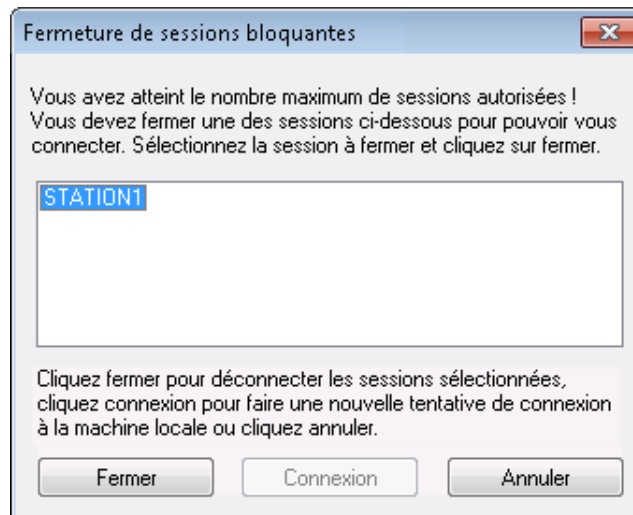 Fermeture de sessions bloquantes
Vous avez atteint le nombre maximum de sessions autorisées !
Vous devez fermer une des sessions ci-dessous pour pouvoir vous
connecter. Sélectionnez la session à fermer et cliquez sur fermer.
STATION1
Cliquez fermer pour déconnecter les sessions sélectionnées,
cliquez connexion pour faire une nouvelle tentative de connexion
à la machine locale ou cliquez annuler.
Fermer Connexion Annuler